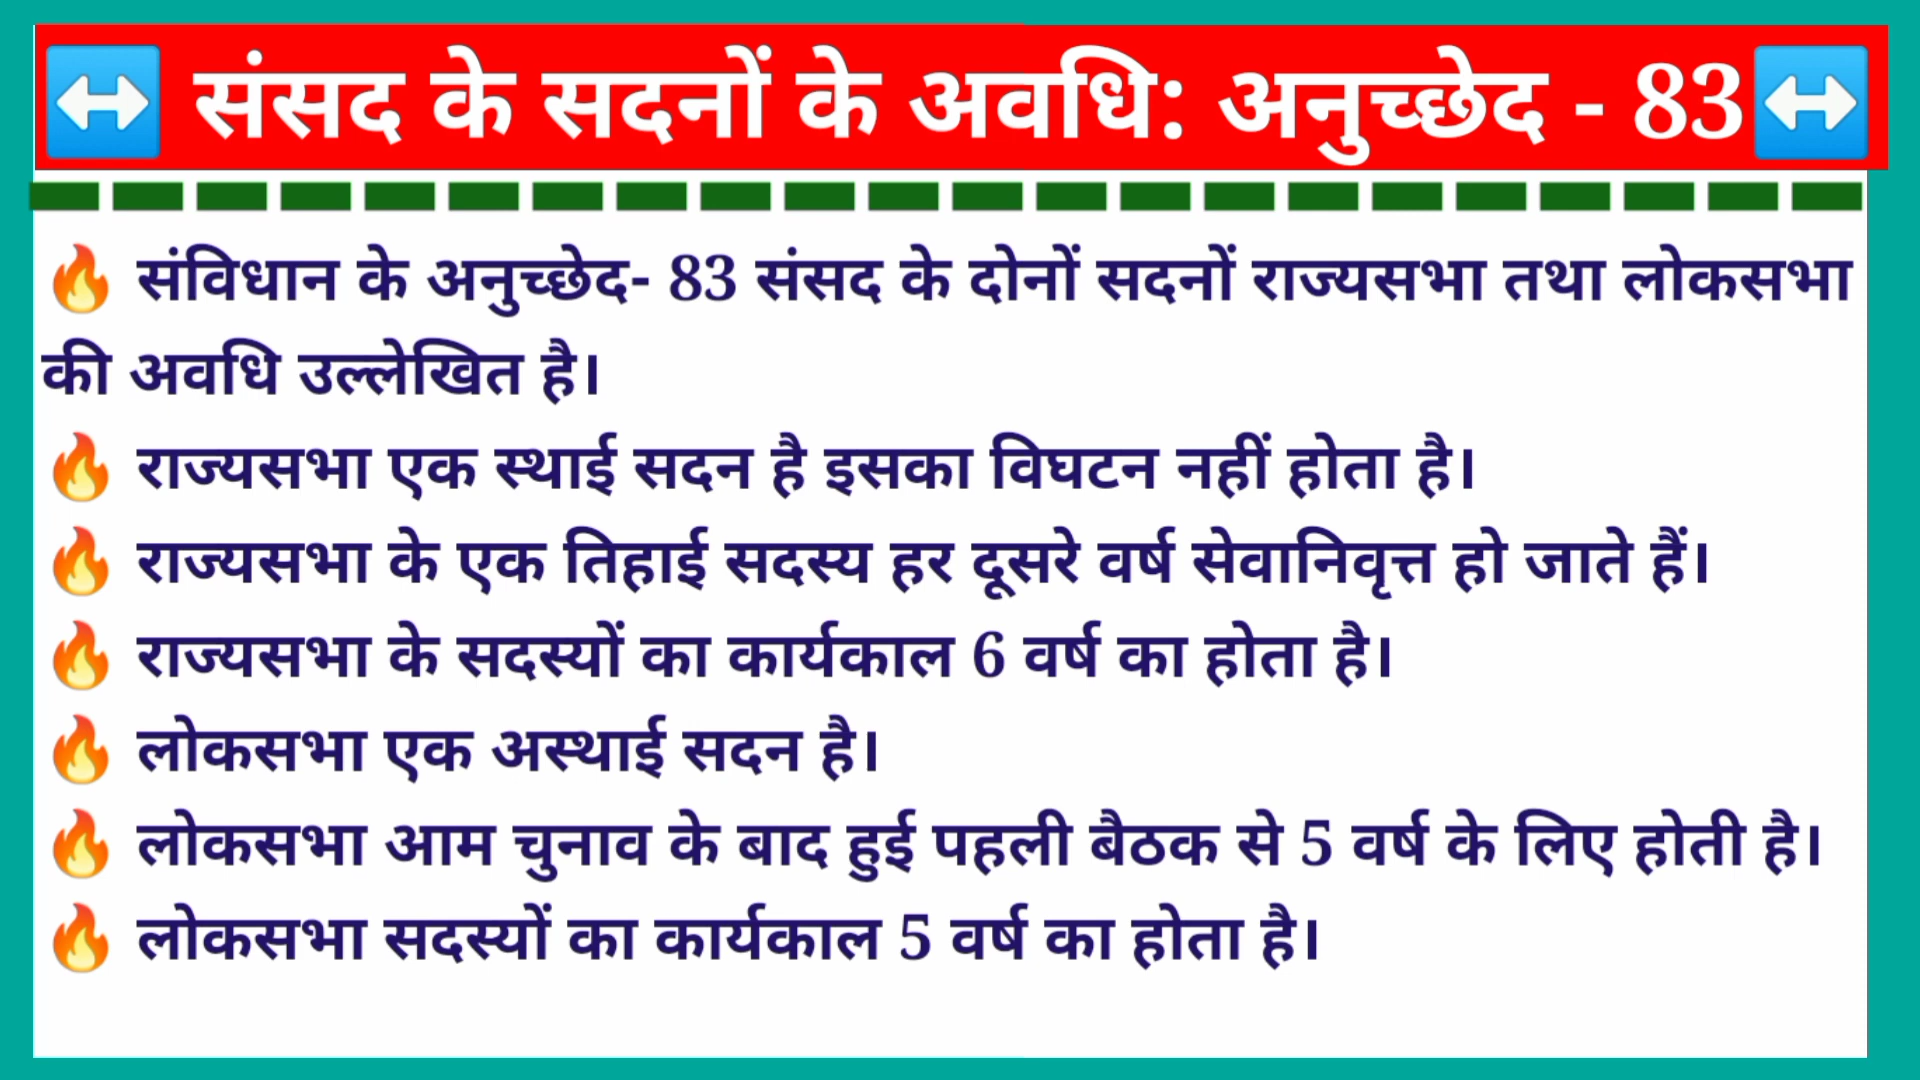 ↔️ संसद के सदनों के अवधि: अनुच्छेद - 83↔️
🔥 संविधान के अनुच्छेद- 83 संसद के दोनों सदनों राज्यसभा तथा लोकसभा
की अवधि उल्लेखित है।
🔥 राज्यसभा एक स्थाई सदन है इसका विघटन नहीं होता है।
🔥 राज्यसभा के एक तिहाई सदस्य हर दूसरे वर्ष सेवानिवृत्त हो जाते हैं।
🔥 राज्यसभा के सदस्यों का कार्यकाल 6 वर्ष का होता है।
🔥 लोकसभा एक अस्थाई सदन है।
🔥 लोकसभा आम चुनाव के बाद हुई पहली बैठक से 5 वर्ष के लिए होती है।
🔥 लोकसभा सदस्यों का कार्यकाल 5 वर्ष का होता है।